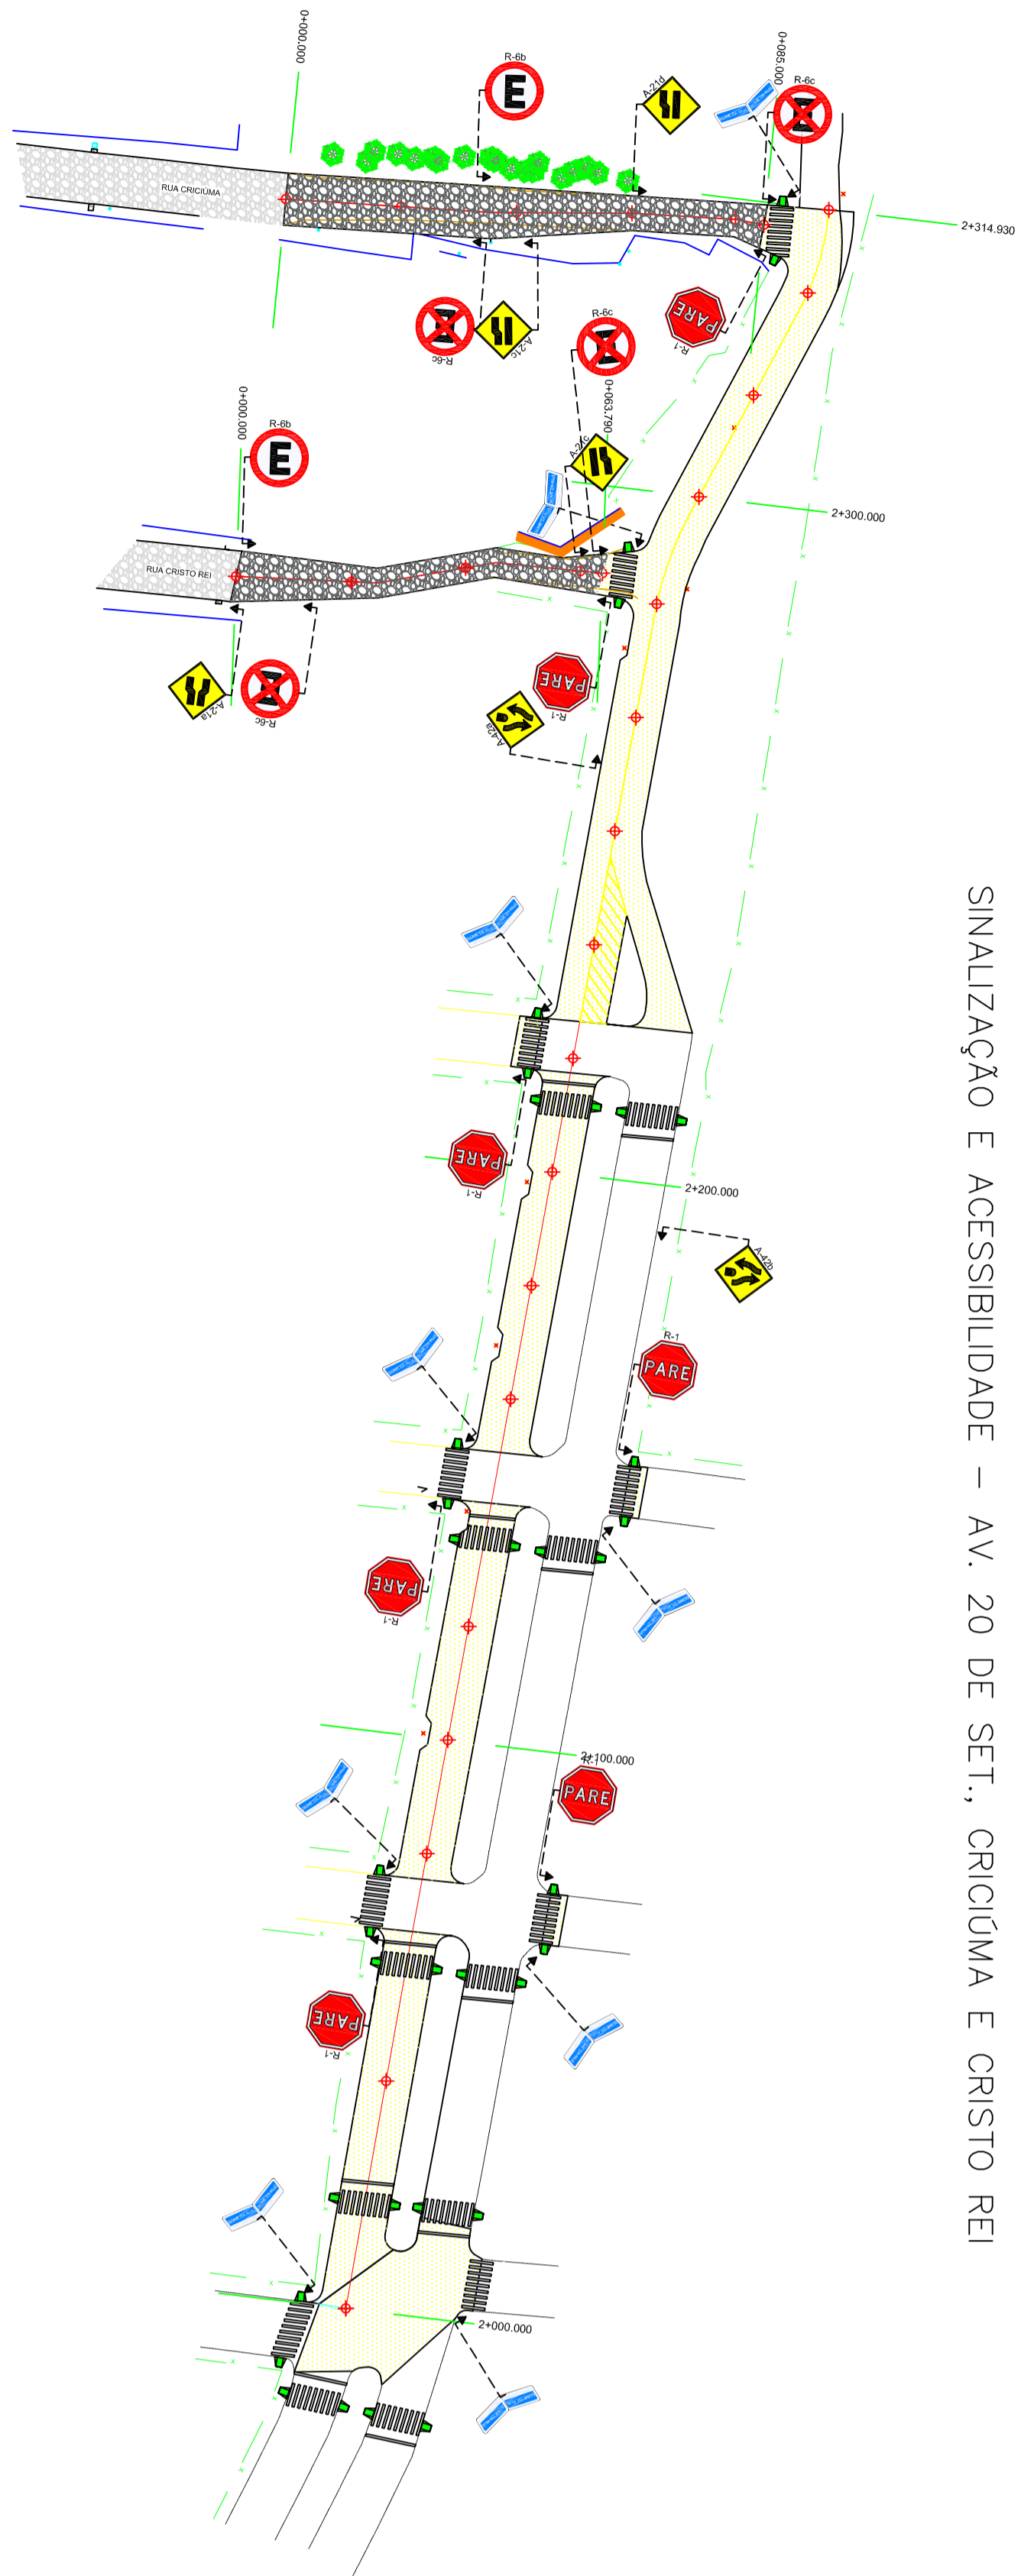 SINALIZAÇÃO E ACESSIBILIDADE - AV. 20 DE SET., CRICIÚMA E CRISTO REI
0+000.000
R-6b
E
A-21d
0+085.000
R-6c
RUA CRICIÚMA
2+314.930
R-6c
A-21c
R-6c
PARE
R-1
0+000.000
R-6b
E
0+063.790
A-21c
2+300.000
RUA CRISTO REI
A-21a
R-6c
PARE
R-1
A-42a
PARE
R-1
2+200.000
A-42b
R-1
PARE
PARE
R-1
2+100.000
R-1
PARE
PARE
R-1
2+000.000